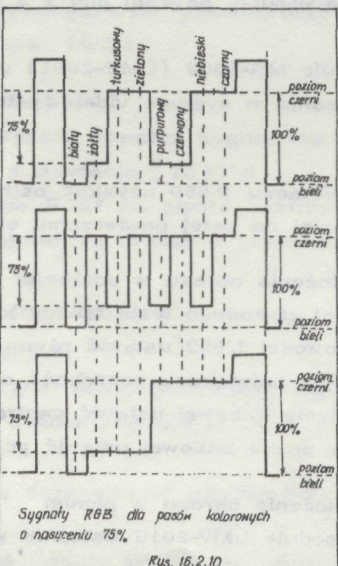 turkusowy
zielony
niebieski
czarny
biały
żółty
purpurowy
czerwony
poziom
czerni
75%
100%
poziom
bieli
poziom
czerni
75%
100%
poziom
bieli
poziom
czerni
75%
100%
poziom
bieli
Sygnały RGB dla pasów kolorowych
o nasyceniu 75%
Rys. 16.2.10